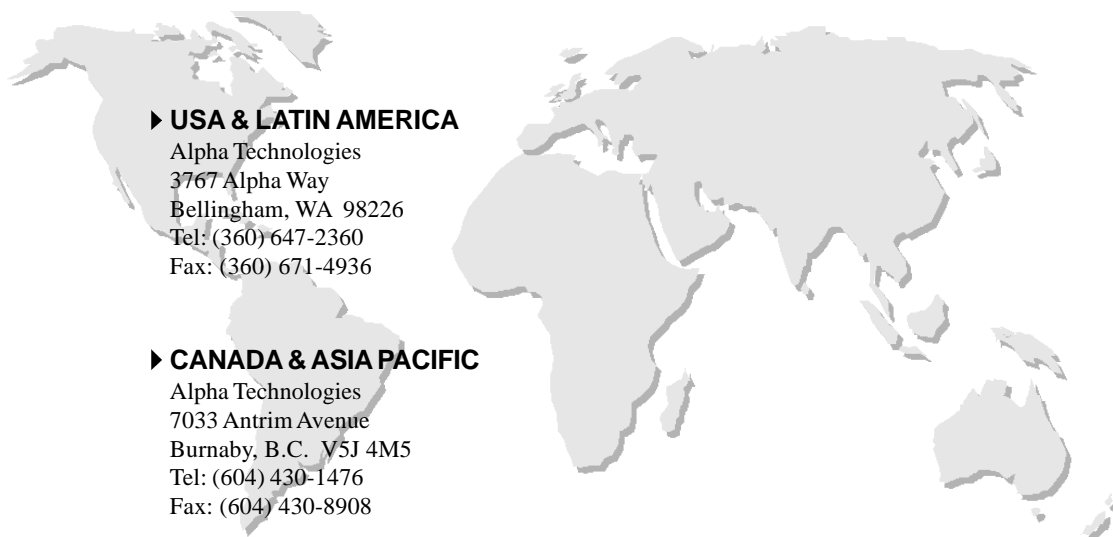 USA & LATIN AMERICA
Alpha Technologies
3767 Alpha Way
Bellingham, WA 98226
Tel: (360) 647-2360
Fax: (360) 671-4936
CANADA & ASIA PACIFIC
Alpha Technologies
7033 Antrim Avenue
Burnaby, B.C. V5J 4M5
Tel: (604) 430-1476
Fax: (604) 430-8908